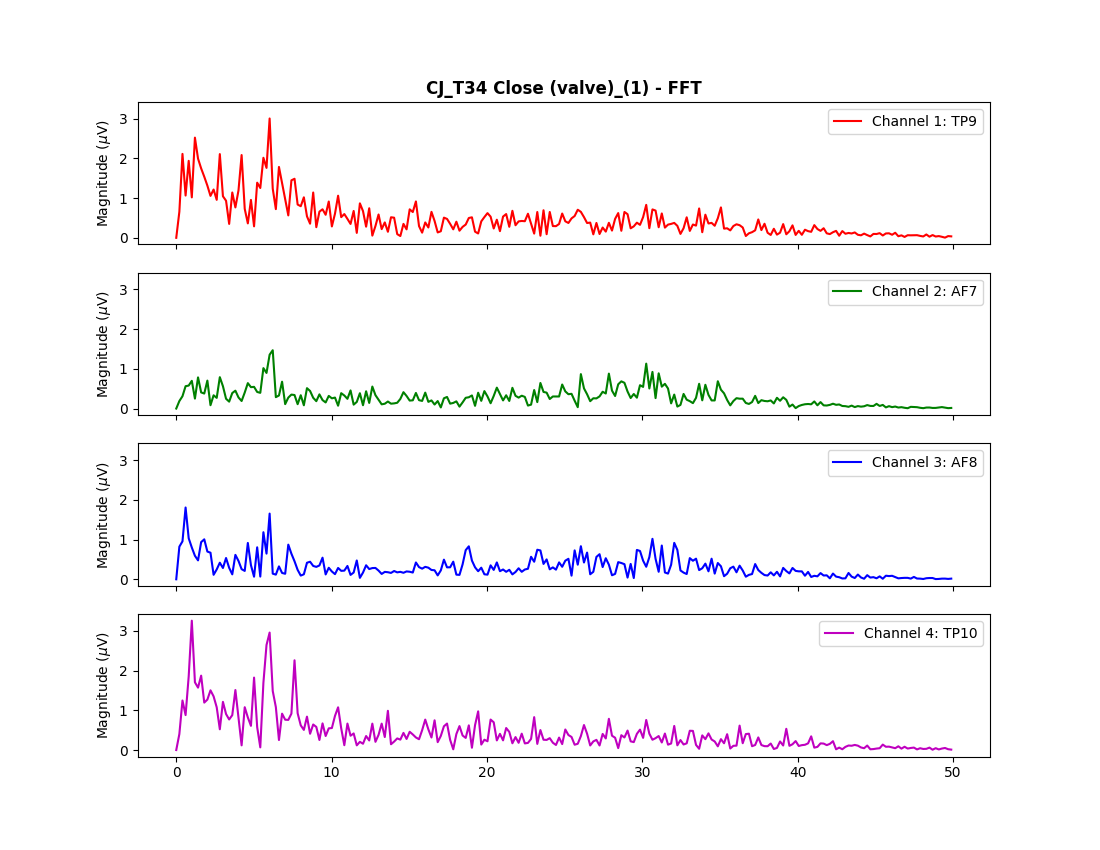 CJ_T34 Close (valve)_(1) - FFT
Magnitude (μV)
3
2
1
0
Channel 1: TP9
Magnitude (μV)
3
2
1
0
Channel 2: AF7
Magnitude (μV)
3
2
1
0
Channel 3: AF8
Magnitude (μV)
3
2
1
0
Channel 4: TP10
0 10 20 30 40 50